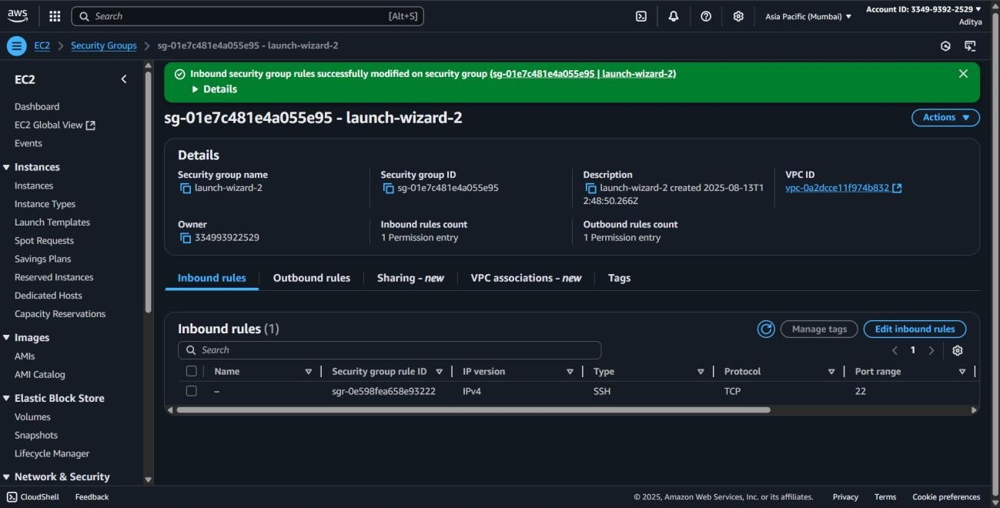 aws
Search [Alt+S] Asia Pacific (Mumbai) Account ID: 3349-9392-2529
Aditya
EC2 Security Groups sg-01e7c481e4a055e95 - launch-wizard-2
EC2
Dashboard
EC2 Global View
Events
Instances
Instances
Instance Types
Launch Templates
Spot Requests
Savings Plans
Reserved Instances
Dedicated Hosts
Capacity Reservations
Images
AMIs
AMI Catalog
Elastic Block Store
Volumes
Snapshots
Lifecycle Manager
Network & Security
Inbound security group rules successfully modified on security group (sg-01e7c481e4a055e95 | launch-wizard-2)
Details
sg-01e7c481e4a055e95 - launch-wizard-2
Actions
Details
Security group name
launch-wizard-2
Security group ID
sg-01e7c481e4a055e95
Description
launch-wizard-2 created 2025-08-13T1
2:48:50.266Z
VPC ID
vpc-0a2dcce11f974b832
Owner
334993922529
Inbound rules count
1 Permission entry
Outbound rules count
1 Permission entry
Inbound rules Outbound rules Sharing - new VPC associations - new Tags
Inbound rules (1)
Manage tags Edit inbound rules
Search
1
Name Security group rule ID IP version Type Protocol Port range
– sgr-0e598fea658e93222 IPv4 SSH TCP 22
CloudShell Feedback © 2025, Amazon Web Services, Inc. or its affiliates. Privacy Terms Cookie preferences